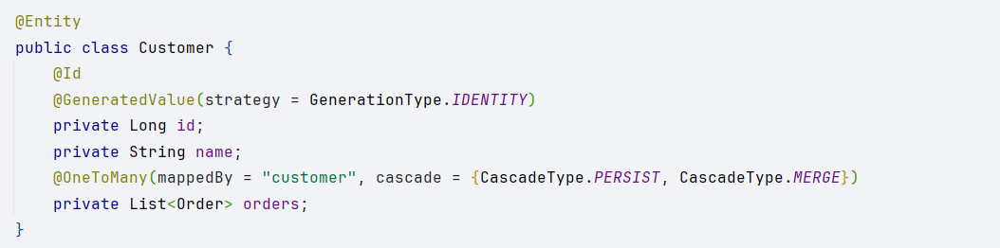 @Entity
public class Customer {
    @Id
    @GeneratedValue(strategy = GenerationType.IDENTITY)
    private Long id;
    private String name;
    @OneToMany(mappedBy = "customer", cascade = {CascadeType.PERSIST, CascadeType.MERGE})
    private List<Order> orders;
}